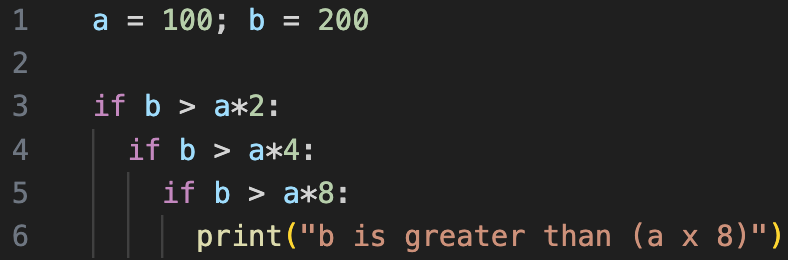 1 a = 100; b = 200
2
3 if b > a*2:
4   if b > a*4:
5     if b > a*8:
6       print("b is greater than (a x 8)")